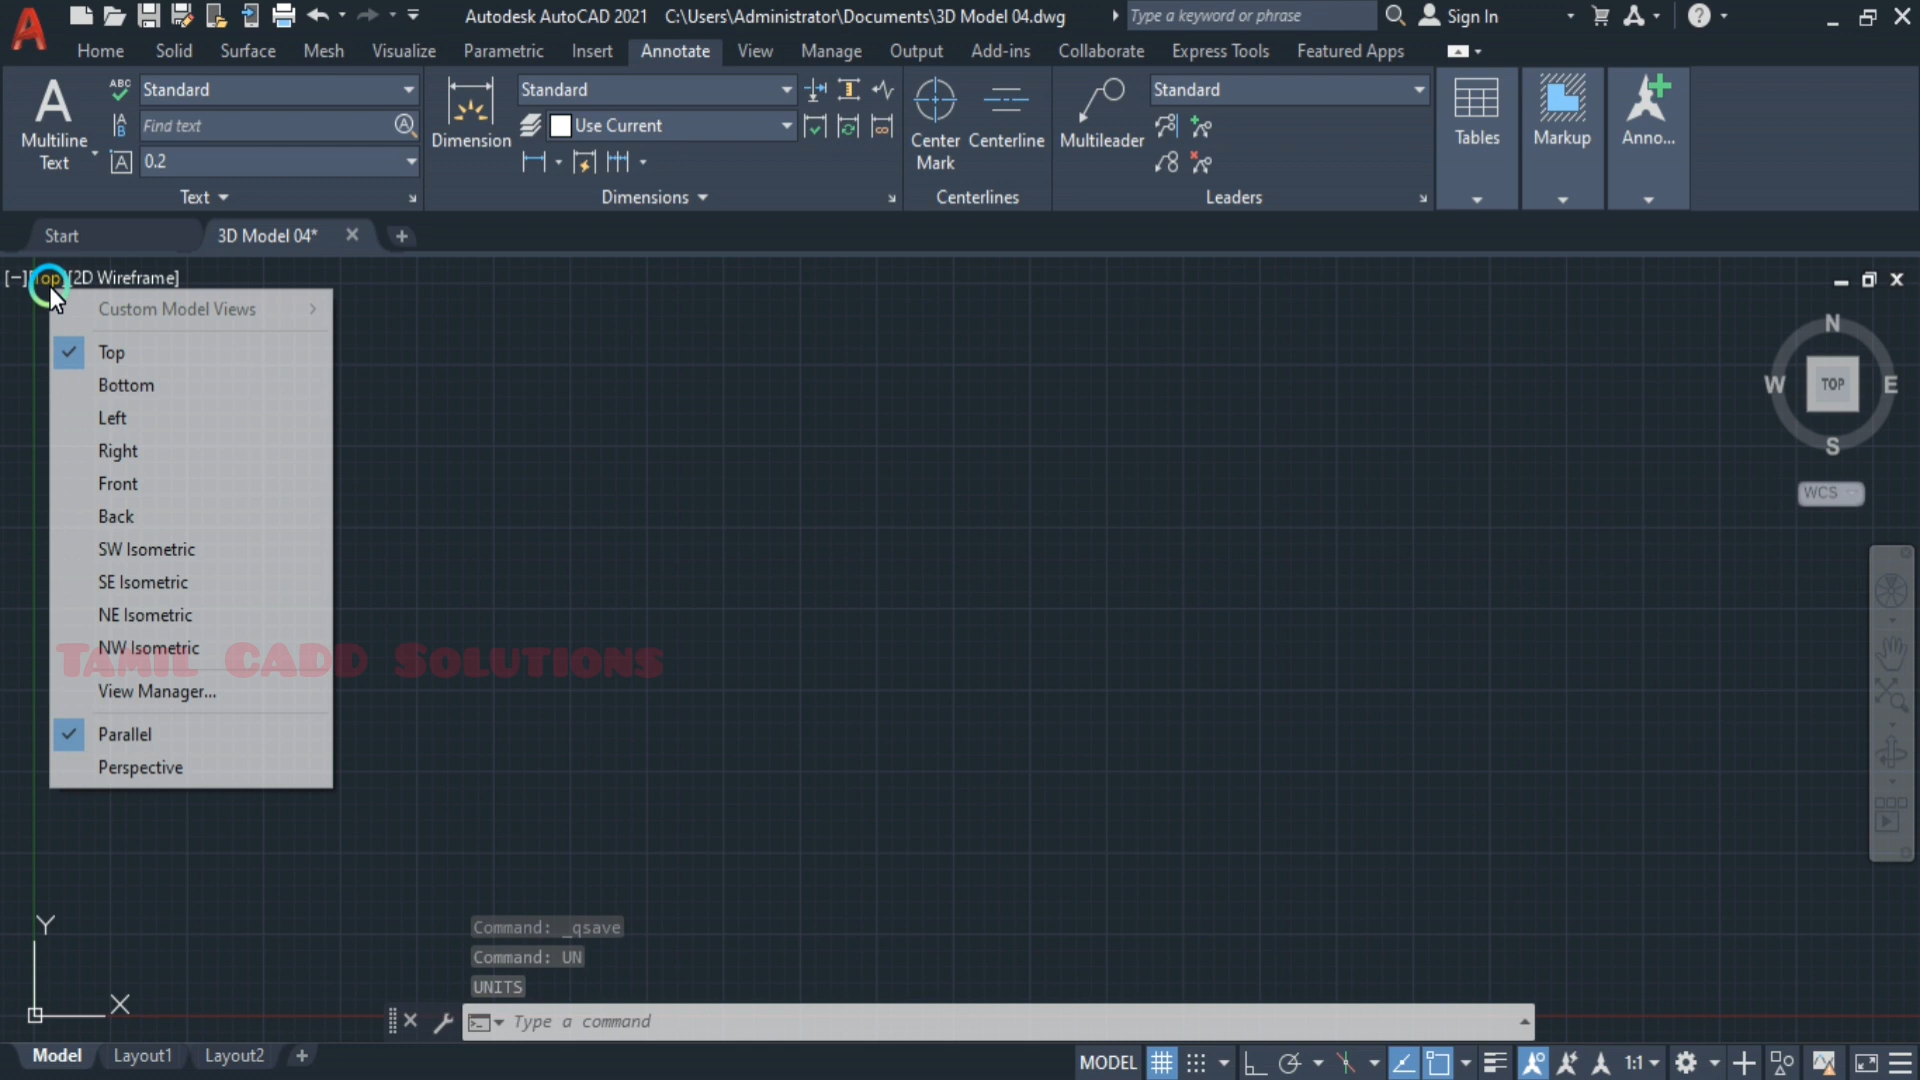 Autodesk AutoCAD 2021 C:\Users\Administrator\Documents\3D Model 04.dwg
Type a keyword or phrase
Sign In
Home Solid Surface Mesh Visualize Parametric Insert Annotate View Manage Output Add-ins Collaborate Express Tools Featured Apps
Multiline Text
ABC
Standard
Find text
0.2
Text
Dimension
Standard
Use Current
Dimensions
Center Mark
Centerline
Centerlines
Multileader
Standard
Leaders
Tables
Markup
Anno...
Start
3D Model 04*
[−][Top][2D Wireframe]
Custom Model Views
Top
Bottom
Left
Right
Front
Back
SW Isometric
SE Isometric
NE Isometric
NW Isometric
View Manager...
Parallel
Perspective
Tamil CADD Solutions
N
W
TOP
E
S
WCS
Y
X
Command: _qsave
Command: UN
UNITS
Type a command
Model Layout1 Layout2
MODEL
1:1